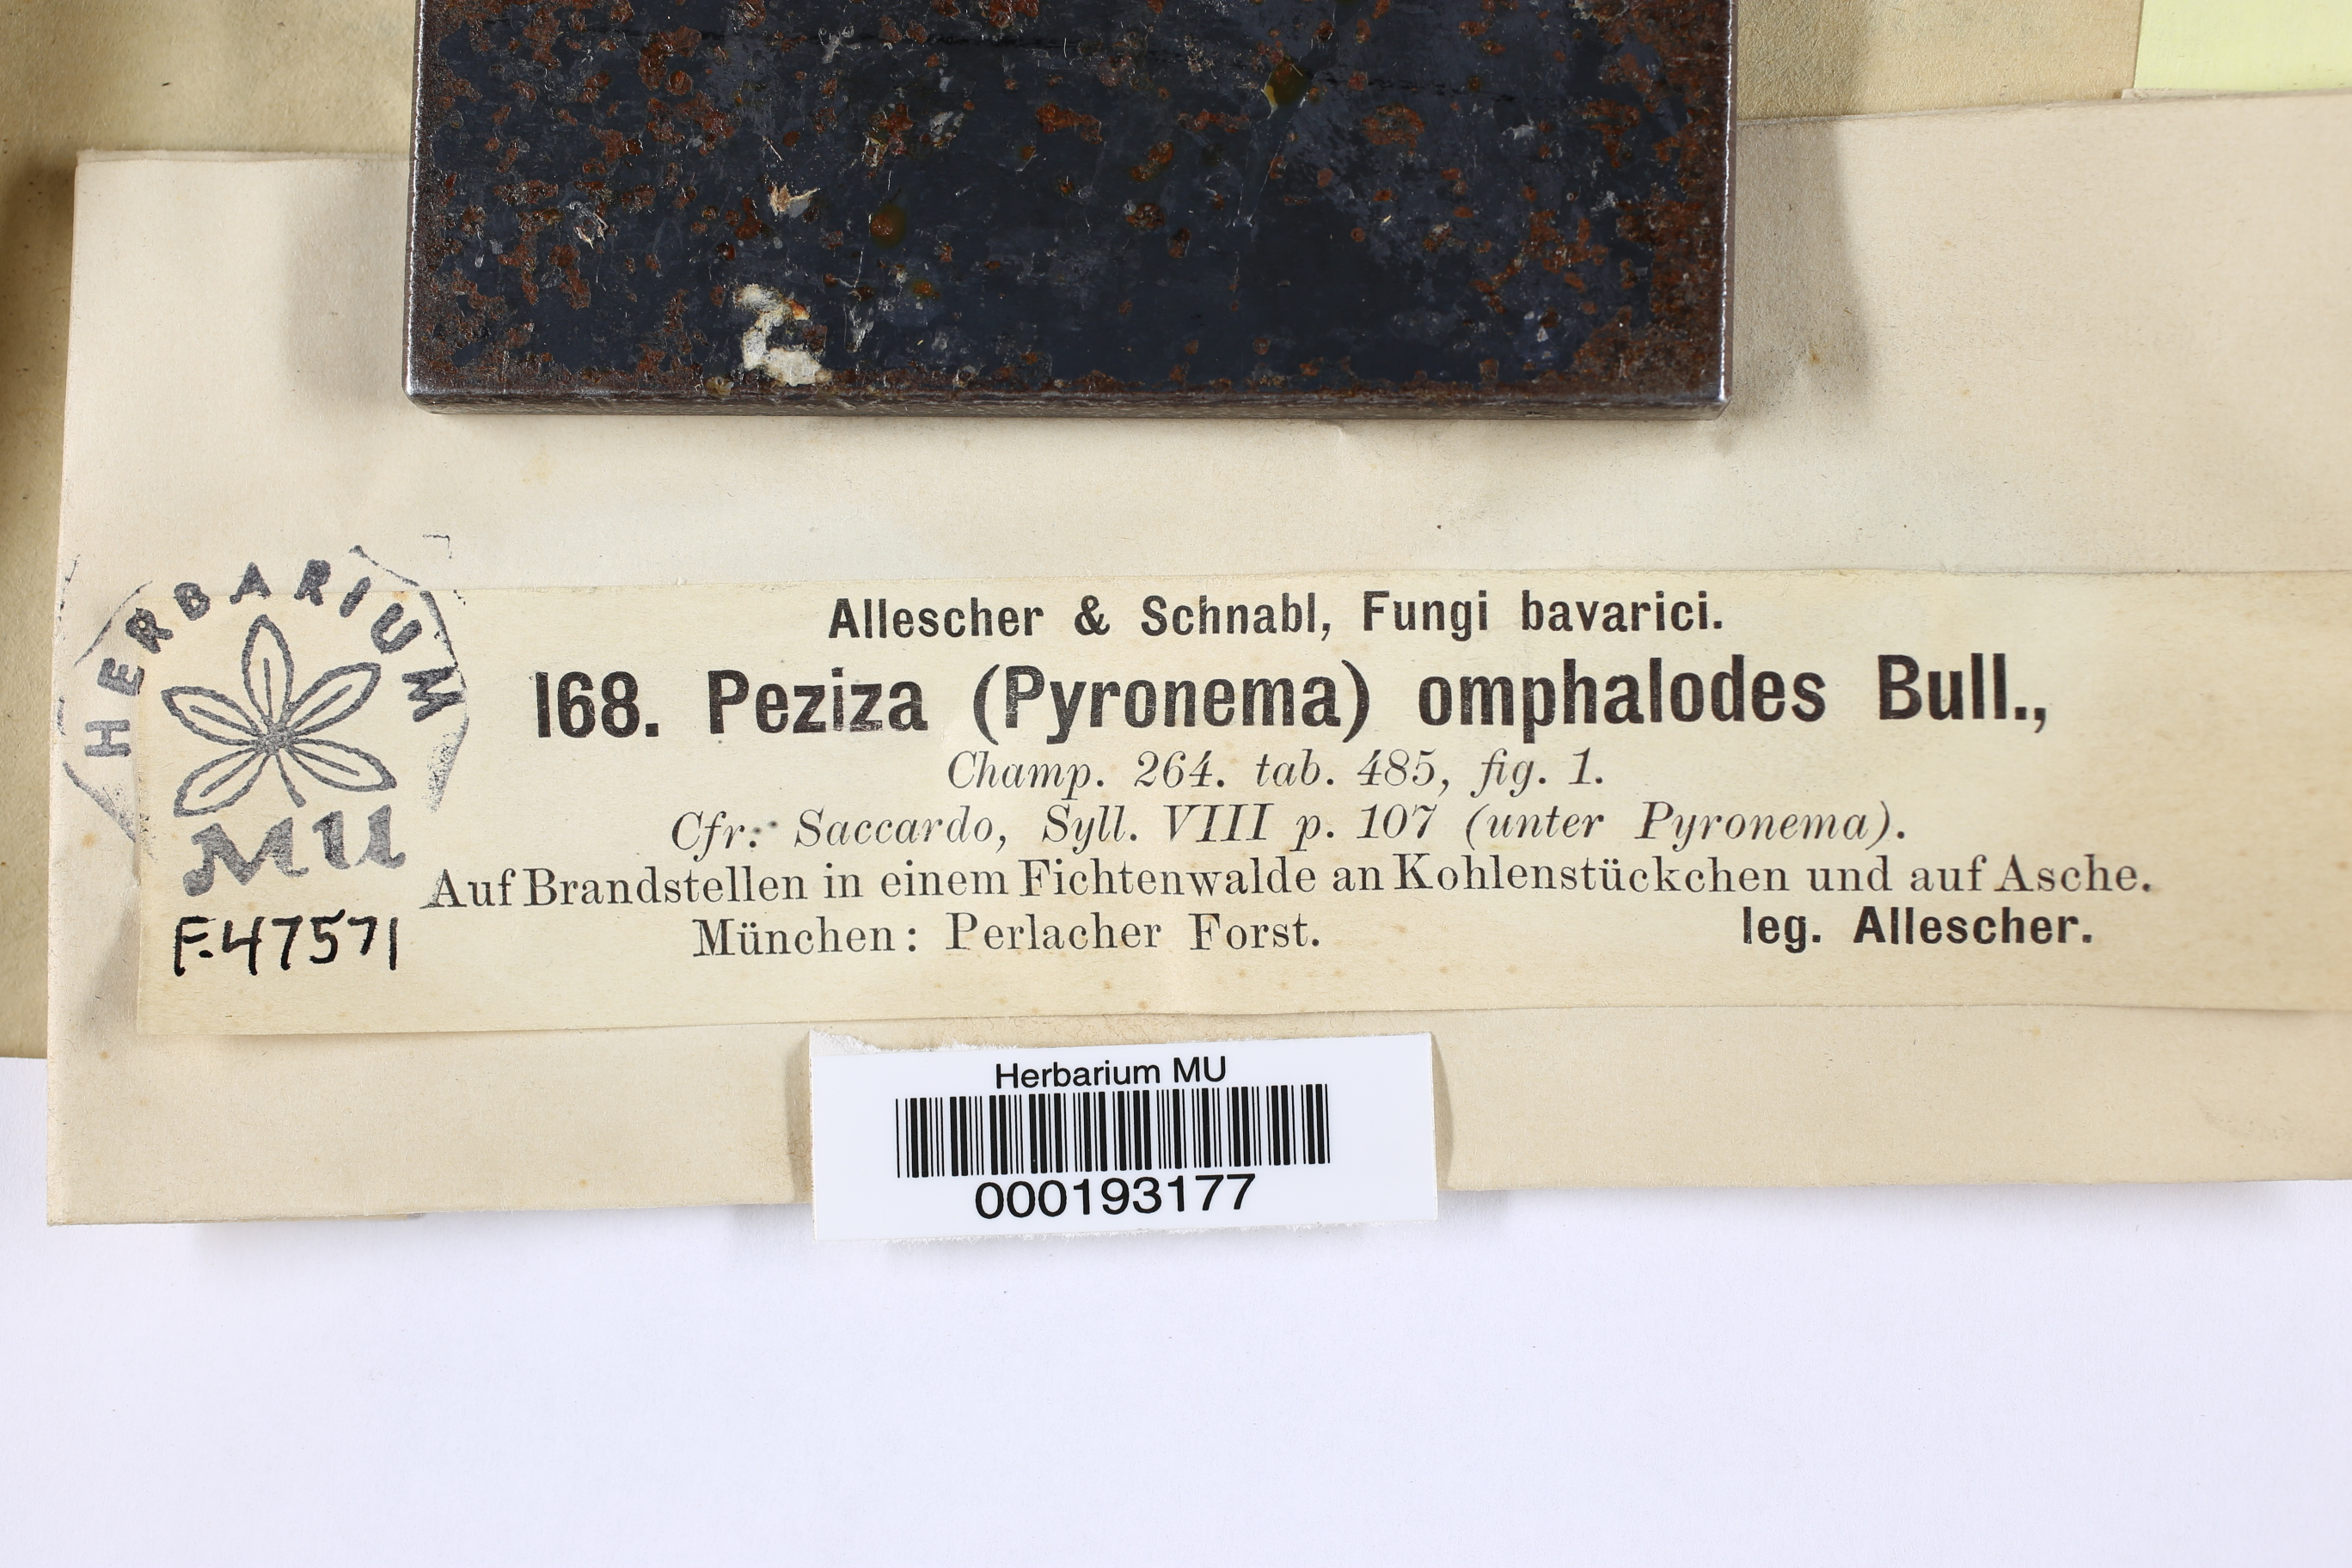 HERBARIUM
MU
F.47571
Allescher & Schnabl, Fungi bavarici.
168. Peziza (Pyronema) omphalodes Bull.,
Champ. 264. tab. 485, fig. 1.
Cfr. Saccardo, Syll. VIII p. 107 (unter Pyronema).
Auf Brandstellen in einem Fichtenwalde an Kohlenstückchen und auf Asche.
München: Perlacher Forst. leg. Allescher.
Herbarium MU
000193177